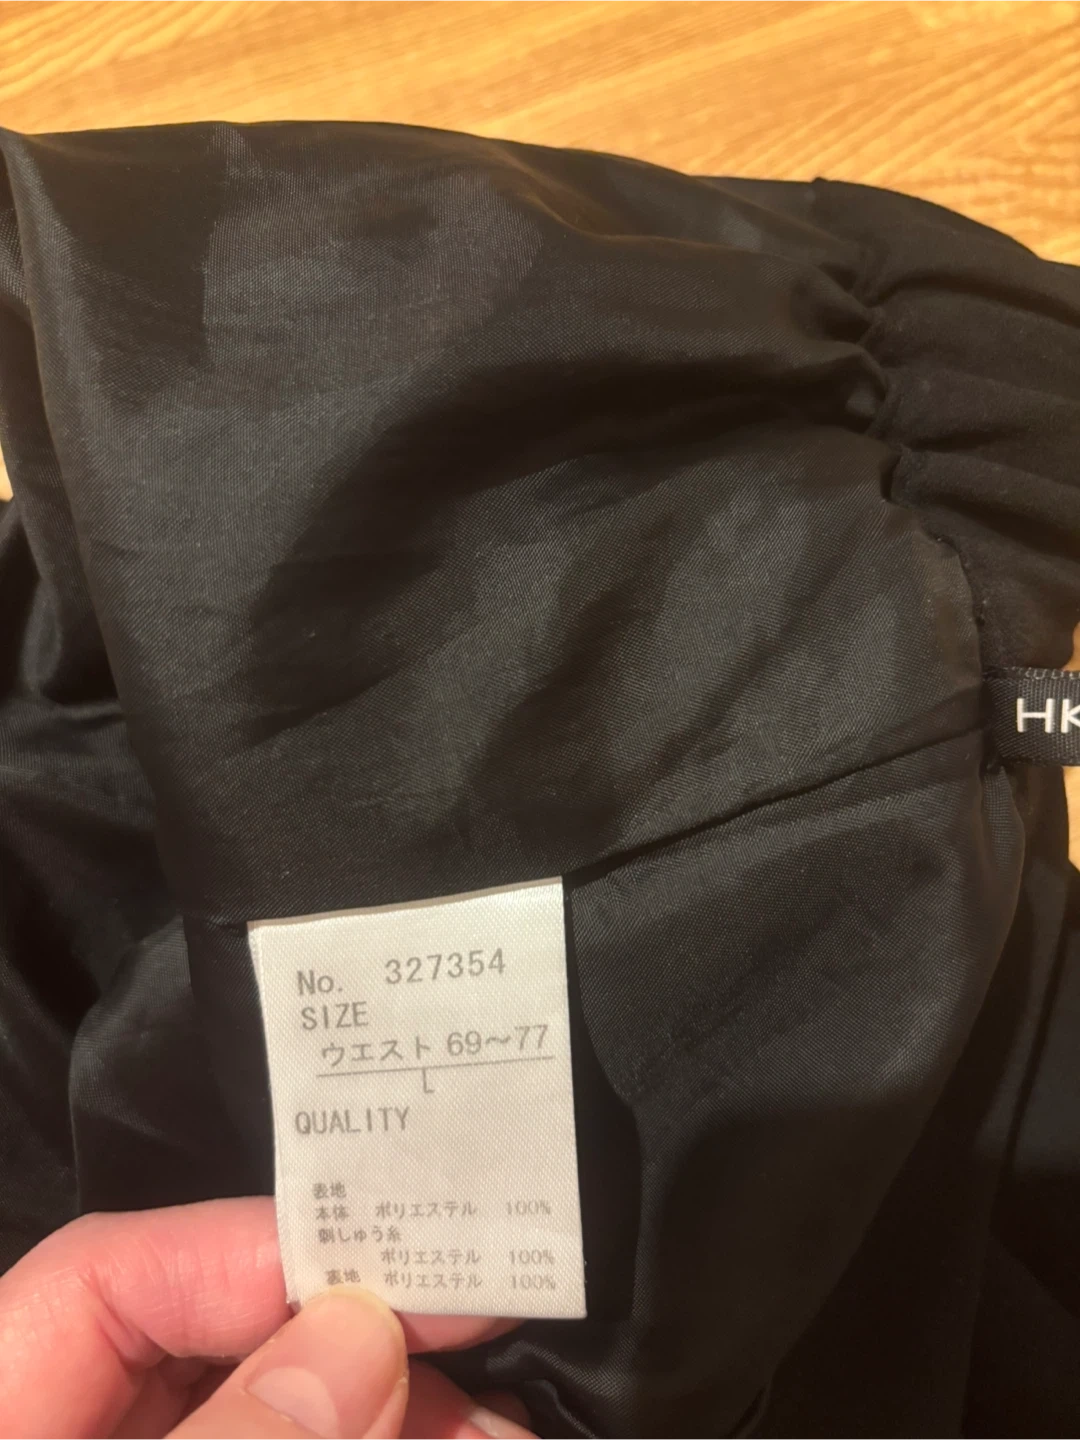 HK
No. 327354
SIZE
ウエスト 69〜77
L
QUALITY
表地
本体 ポリエステル 100%
刺しゅう糸
ポリエステル 100%
裏地 ポリエステル 100%